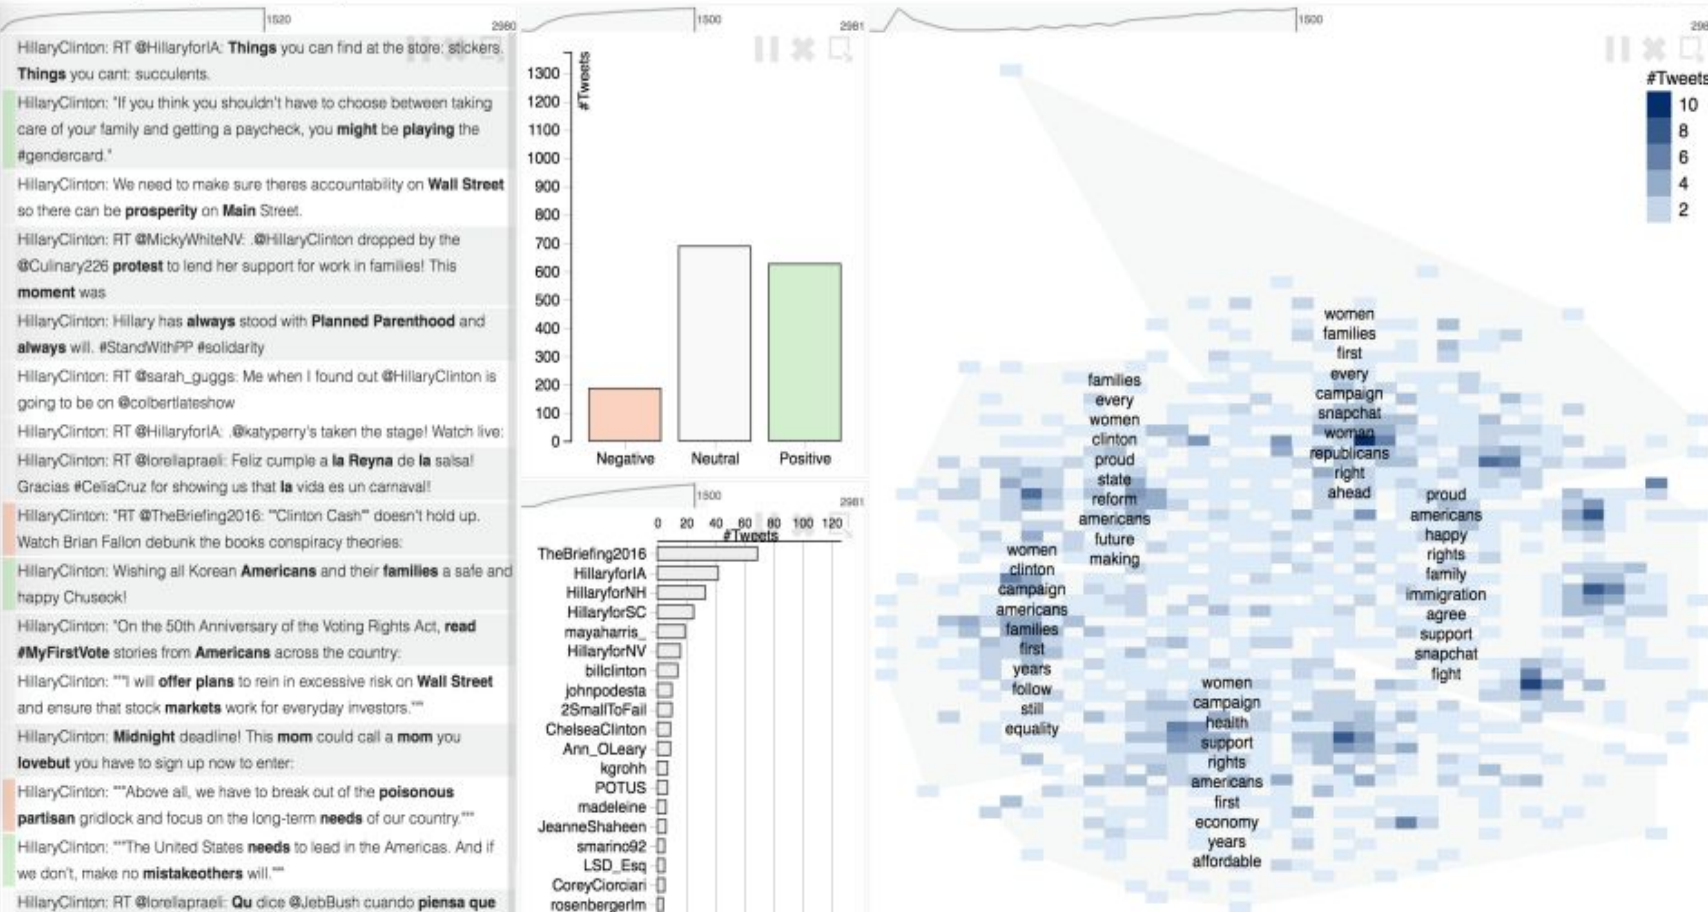 1520
2980
HillaryClinton: RT @HillaryforIA: Things you can find at the store: stickers.
Things you cant: succulents.
HillaryClinton: "If you think you shouldn't have to choose between taking
care of your family and getting a paycheck, you might be playing the
#gendercard."
HillaryClinton: We need to make sure theres accountability on Wall Street
so there can be prosperity on Main Street.
HillaryClinton: RT @MickyWhiteNV: .@HillaryClinton dropped by the
@Culinary226 protest to lend her support for work in families! This
moment was
HillaryClinton: Hillary has always stood with Planned Parenthood and
always will. #StandWithPP #solidarity
HillaryClinton: RT @sarah_guggs: Me when I found out @HillaryClinton is
going to be on @colbertlateshow
HillaryClinton: RT @HillaryforIA: .@katyperry's taken the stage! Watch live:
HillaryClinton: RT @lorellapraeli: Feliz cumple a la Reyna de la salsa!
Gracias #CeliaCruz for showing us that la vida es un carnaval!
HillaryClinton: "RT @TheBriefing2016: ""Clinton Cash"" doesn't hold up.
Watch Brian Fallon debunk the books conspiracy theories:
HillaryClinton: Wishing all Korean Americans and their families a safe and
happy Chuseok!
HillaryClinton: "On the 50th Anniversary of the Voting Rights Act, read
#MyFirstVote stories from Americans across the country:
HillaryClinton: """I will offer plans to rein in excessive risk on Wall Street
and ensure that stock markets work for everyday investors."""
HillaryClinton: Midnight deadline! This mom could call a mom you
lovebut you have to sign up now to enter:
HillaryClinton: """Above all, we have to break out of the poisonous
partisan gridlock and focus on the long-term needs of our country."""
HillaryClinton: """The United States needs to lead in the Americas. And if
we don't, make no mistakeothers will."""
HillaryClinton: RT @lorellapraeli: Qu dice @JebBush cuando piensa que
1500
2981
#Tweets
1300
1200
1100
1000
900
800
700
600
500
400
300
200
100
0
Negative Neutral Positive
1500
2981
0 20 40 60 80 100 120
#Tweets
TheBriefing2016
HillaryforIA
HillaryforNH
HillaryforSC
mayaharris_
HillaryforNV
billclinton
johnpodesta
2SmallToFail
ChelseaClinton
Ann_OLeary
kgrohh
POTUS
madeleine
JeanneShaheen
smarino92
LSD_Esq
CoreyCiorciari
rosenbergerlm
1500
298
#Tweets
10
8
6
4
2
women
families
first
every
campaign
snapchat
woman
republicans
right
ahead
families
every
women
clinton
proud
state
reform
americans
future
making
proud
americans
happy
rights
family
immigration
agree
support
snapchat
fight
women
clinton
campaign
americans
families
first
years
follow
still
equality
women
campaign
health
support
rights
americans
first
economy
years
affordable